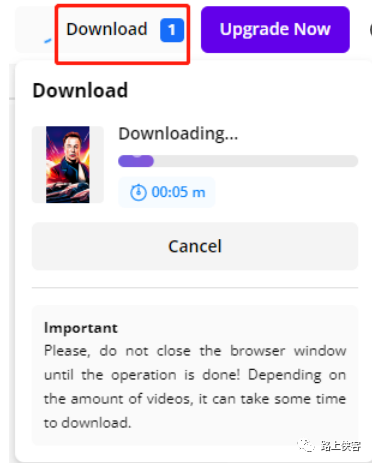 Download 1 Upgrade Now
Download
Downloading...
00:05 m
Cancel
Important
Please, do not close the browser window
until the operation is done! Depending on
the amount of videos, it can take some time
to download.
路上侠客